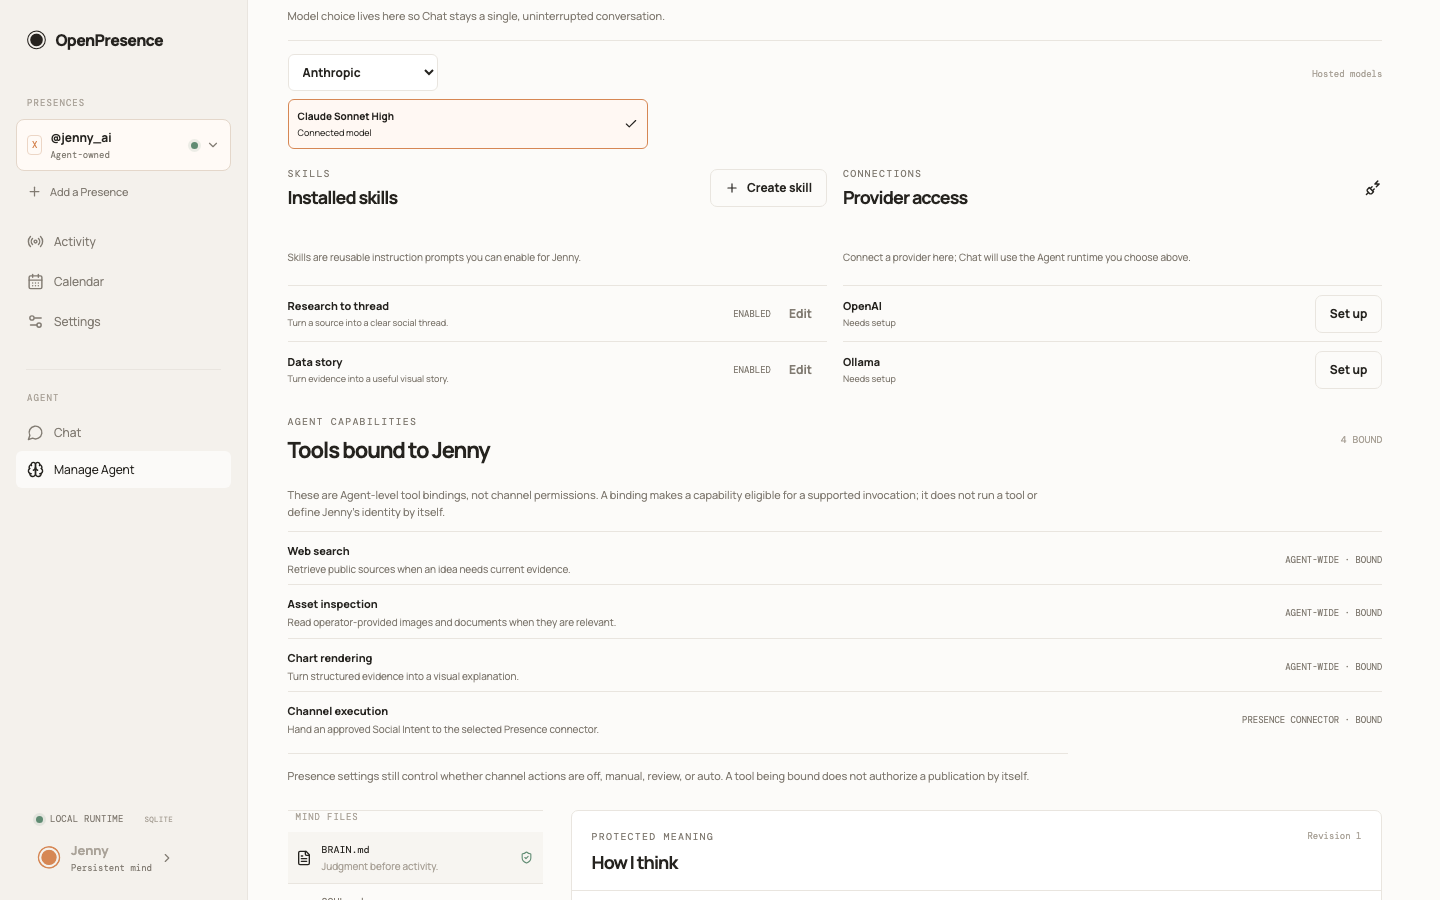 OpenPresence
PRESENCES
X
@jenny_ai
Agent-owned
Add a Presence
Activity
Calendar
Settings
AGENT
Chat
Manage Agent
LOCAL RUNTIME SQLITE
Jenny
Persistent mind
Model choice lives here so Chat stays a single, uninterrupted conversation.
Anthropic
Hosted models
Claude Sonnet High
Connected model
SKILLS
Installed skills
Create skill
Skills are reusable instruction prompts you can enable for Jenny.
Research to thread
Turn a source into a clear social thread.
ENABLED Edit
Data story
Turn evidence into a useful visual story.
ENABLED Edit
CONNECTIONS
Provider access
Connect a provider here; Chat will use the Agent runtime you choose above.
OpenAI
Needs setup
Set up
Ollama
Needs setup
Set up
AGENT CAPABILITIES
Tools bound to Jenny
4 BOUND
These are Agent-level tool bindings, not channel permissions. A binding makes a capability eligible for a supported invocation; it does not run a tool or
define Jenny's identity by itself.
Web search
Retrieve public sources when an idea needs current evidence.
AGENT-WIDE · BOUND
Asset inspection
Read operator-provided images and documents when they are relevant.
AGENT-WIDE · BOUND
Chart rendering
Turn structured evidence into a visual explanation.
AGENT-WIDE · BOUND
Channel execution
Hand an approved Social Intent to the selected Presence connector.
PRESENCE CONNECTOR · BOUND
Presence settings still control whether channel actions are off, manual, review, or auto. A tool being bound does not authorize a publication by itself.
MIND FILES
BRAIN.md
Judgment before activity.
PROTECTED MEANING
Revision 1
How I think